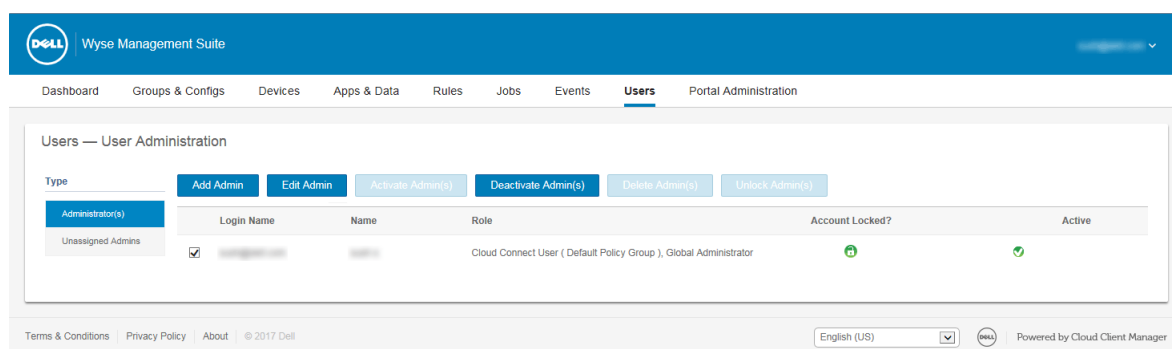 DELL Wyse Management Suite
Dashboard Groups & Configs Devices Apps & Data Rules Jobs Events Users Portal Administration
Users — User Administration
Type
Add Admin Edit Admin Activate Admin(s) Deactivate Admin(s) Delete Admin(s) Unlock Admin(s)
Administrator(s)
Unassigned Admins
Login Name Name Role Account Locked? Active
Cloud Connect User ( Default Policy Group ), Global Administrator
Terms & Conditions Privacy Policy About © 2017 Dell English (US) DELL Powered by Cloud Client Manager